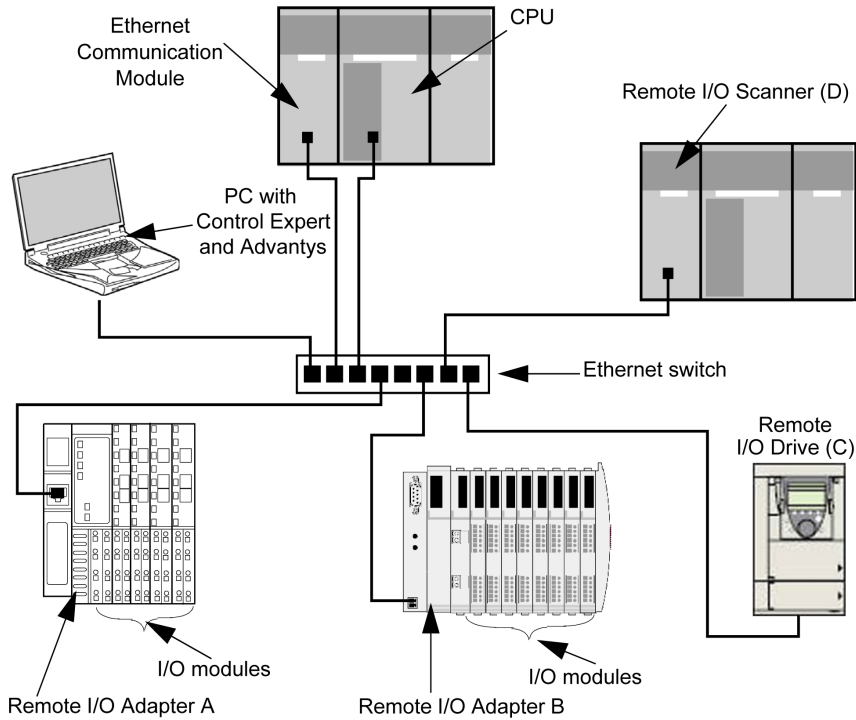 Ethernet
Communication
Module
CPU
Remote I/O Scanner (D)
PC with
Control Expert
and Advantys
Ethernet switch
Remote
I/O Drive (C)
I/O modules
I/O modules
Remote I/O Adapter A
Remote I/O Adapter B